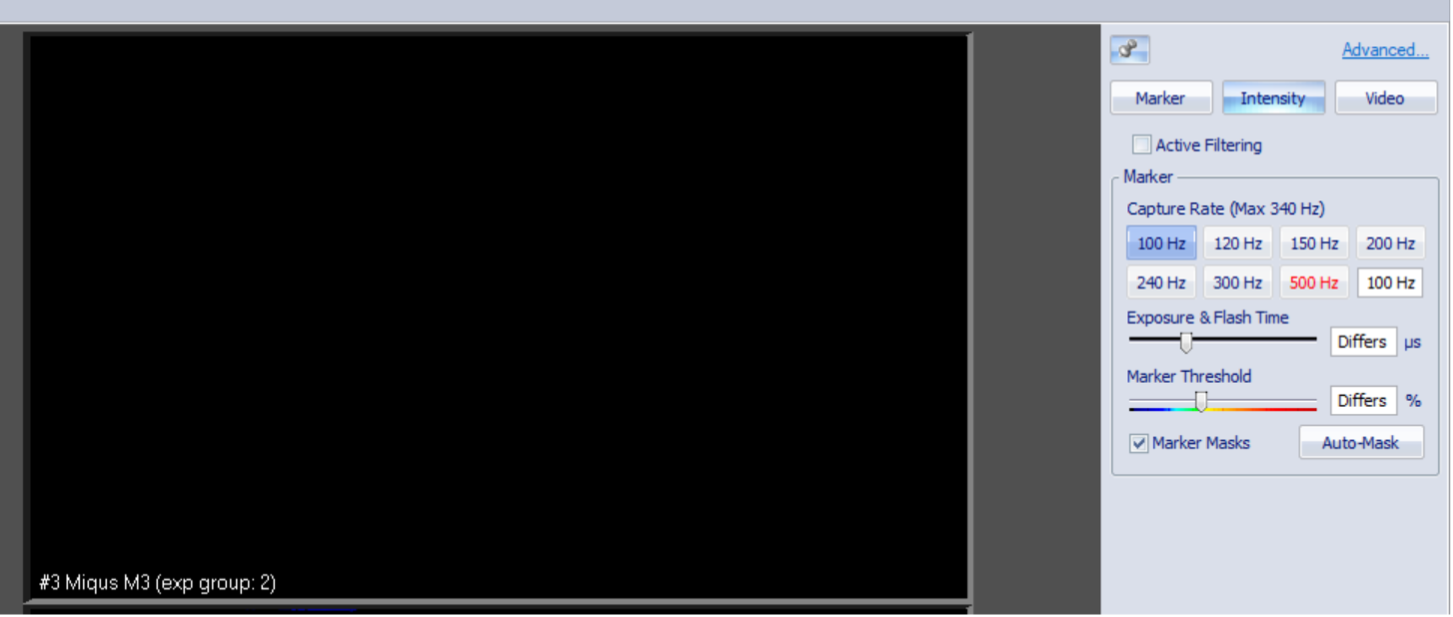 Advanced...
Marker Intensity Video
Active Filtering
Marker
Capture Rate (Max 340 Hz)
100 Hz 120 Hz 150 Hz 200 Hz
240 Hz 300 Hz 500 Hz 100 Hz
Exposure & Flash Time
Differs µs
Marker Threshold
Differs %
Marker Masks Auto-Mask
#3 Miqus M3 (exp group: 2)